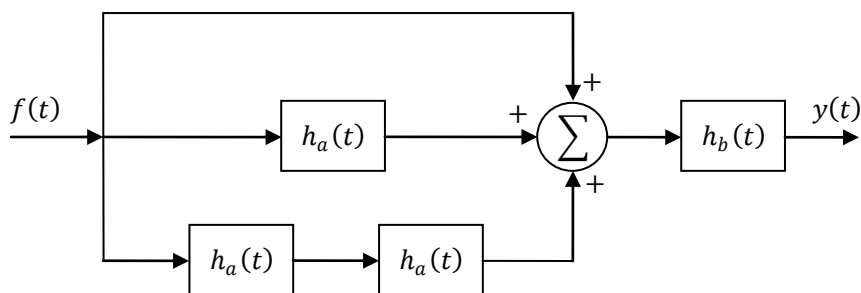 +
f(t)
+
y(t)
h_a(t)
∑
h_b(t)
+
h_a(t)
h_a(t)